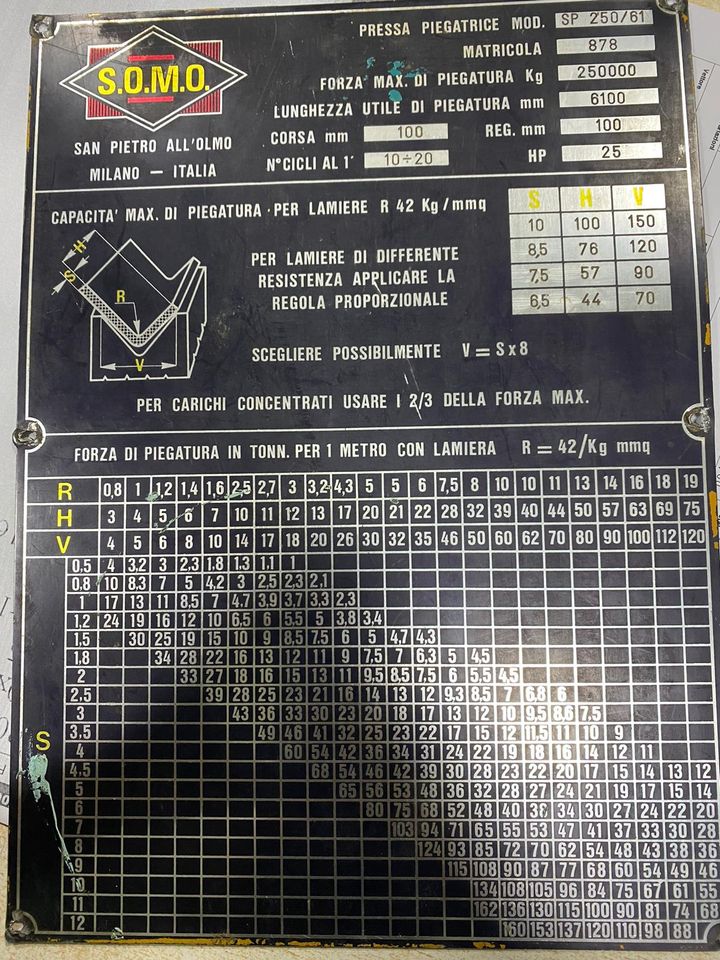 S.O.M.O.
SAN PIETRO ALL'OLMO
MILANO – ITALIA
PRESSA PIEGATRICE MOD. SP 250/61
MATRICOLA 878
FORZA MAX. DI PIEGATURA Kg 250000
LUNGHEZZA UTILE DI PIEGATURA mm 6100
CORSA mm 100 REG. mm 100
N°CICLI AL 1' 10÷20 HP 25
CAPACITA' MAX. DI PIEGATURA PER LAMIERE R 42 Kg/mmq
S H V
10 100 150
8,5 76 120
7,5 57 90
6,5 44 70
H
S
R
V
PER LAMIERE DI DIFFERENTE
RESISTENZA APPLICARE LA
REGOLA PROPORZIONALE
SCEGLIERE POSSIBILMENTE V = S x 8
PER CARICHI CONCENTRATI USARE I 2/3 DELLA FORZA MAX.
FORZA DI PIEGATURA IN TONN. PER 1 METRO CON LAMIERA R = 42/Kg mmq
R 0,8 1 1,2 1,4 1,6 2,5 2,7 3 3,2 4,3 5 5 6 7,5 8 10 10 11 13 14 16 18 19
H 3 4 5 6 7 10 11 12 13 17 20 21 22 28 32 39 40 44 50 57 63 69 75
V 4 5 6 8 10 14 17 18 20 26 30 32 35 46 50 60 62 70 80 90 100 112 120
S
0.5 4 3,2 3 2.3 1.8 1.3 1.1 1
0.8 10 8.3 7 5 4,2 3 2,5 2.3 2.1
1 17 13 11 8,5 7 4.7 3.9 3.7 3.3 2.3
1,2 24 19 16 12 10 6.5 6 5.5 5 3,8 3,4
1,5 30 25 19 15 10 9 8.5 7.5 6 5 4,7 4,3
1,8 34 28 22 16 13 12 11 9 7,5 7 6,3 5 4,5
2 33 27 18 16 15 13 11 9.5 8,5 7,5 6 5.5 4,5
2.5 39 28 25 23 21 16 14 13 12 9.3 8.5 7 6,8 6
3 43 36 33 30 23 20 18 17 13 12 10 9,5 8,6 7.5
3.5 49 46 41 32 25 23 22 17 15 12 11,5 11 10 9
4 60 54 42 36 34 31 24 22 19 18 16 14 12 11
4.5 68 54 46 42 39 30 28 23 22 20 17 15 14 13 12
5 65 56 53 48 36 32 28 27 24 21 19 17 15 14
6 80 75 68 52 48 40 38 34 30 27 24 22 20
7 103 94 71 65 55 53 47 41 37 33 30 28
8 124 93 85 72 70 62 54 48 43 38 36
9 115 108 90 87 77 68 60 54 49 46
10 134 108 105 96 84 75 67 61 55
11 162 136 130 115 100 90 81 74 68
12 160 153 137 120 110 98 88
Vettore